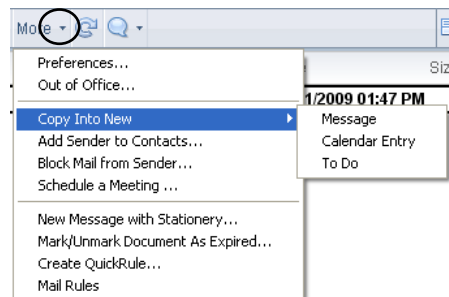 More
Siz
Preferences...
Out of Office...
1/2009 01:47 PM
Copy Into New
Message
Add Sender to Contacts...
Calendar Entry
Block Mail from Sender...
To Do
Schedule a Meeting ...
New Message with Stationery...
Mark/Unmark Document As Expired...
Create QuickRule...
Mail Rules